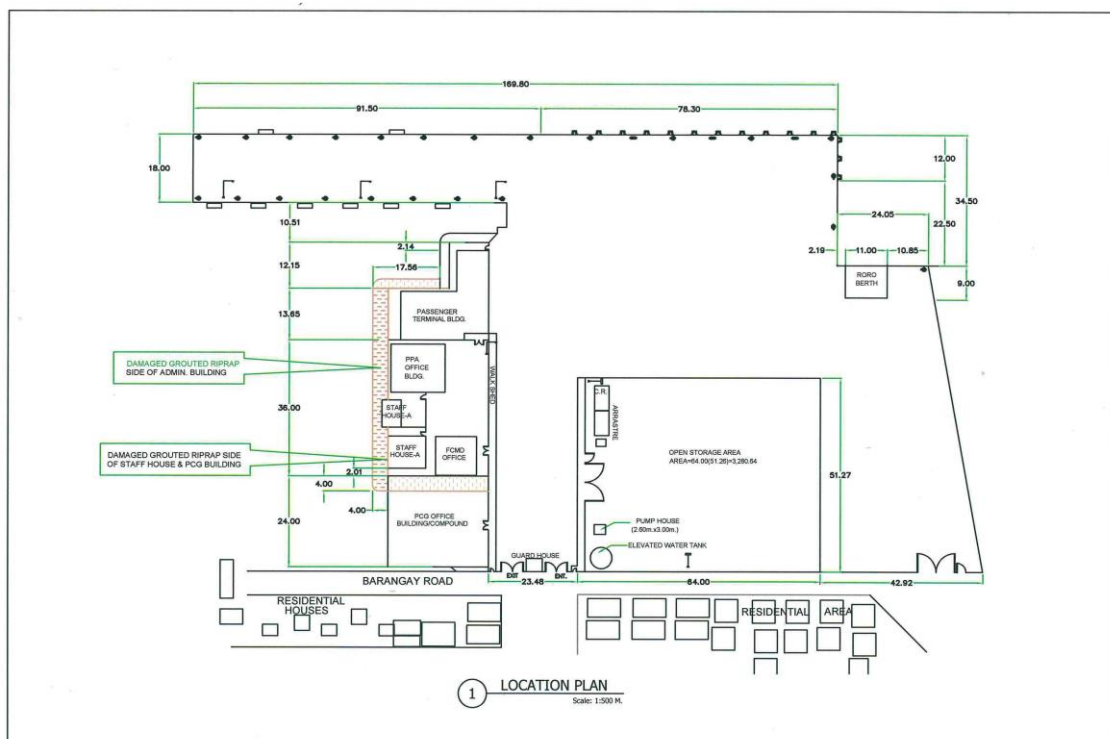 169.80
91.50
78.30
18.00
12.00
34.50
22.50
24.05
10.51
2.14
2.19
11.00
10.85
12.15
17.56
RORO
BERTH
9.00
13.65
PASSENGER
TERMINAL BLDG.
DAMAGED GROUTED RIPRAP
SIDE OF ADMIN. BUILDING
PPA
OFFICE
BLDG.
WALK SHED
36.00
STAFF
HOUSE-A
C.R.
ARRASTRE
DAMAGED GROUTED RIPRAP SIDE
OF STAFF HOUSE & PCG BUILDING
STAFF
HOUSE-A
FCMD
OFFICE
OPEN STORAGE AREA
AREA=64.00(51.26)=3,280.64
51.27
2.01
4.00
4.00
24.00
PCG OFFICE
BUILDING/COMPOUND
PUMP HOUSE
(2.60m.x3.00m.)
ELEVATED WATER TANK
GUARD HOUSE
EXIT
ENT.
BARANGAY ROAD
23.48
64.00
42.92
RESIDENTIAL
HOUSES
RESIDENTIAL AREA
1
LOCATION PLAN
Scale: 1:500 M.